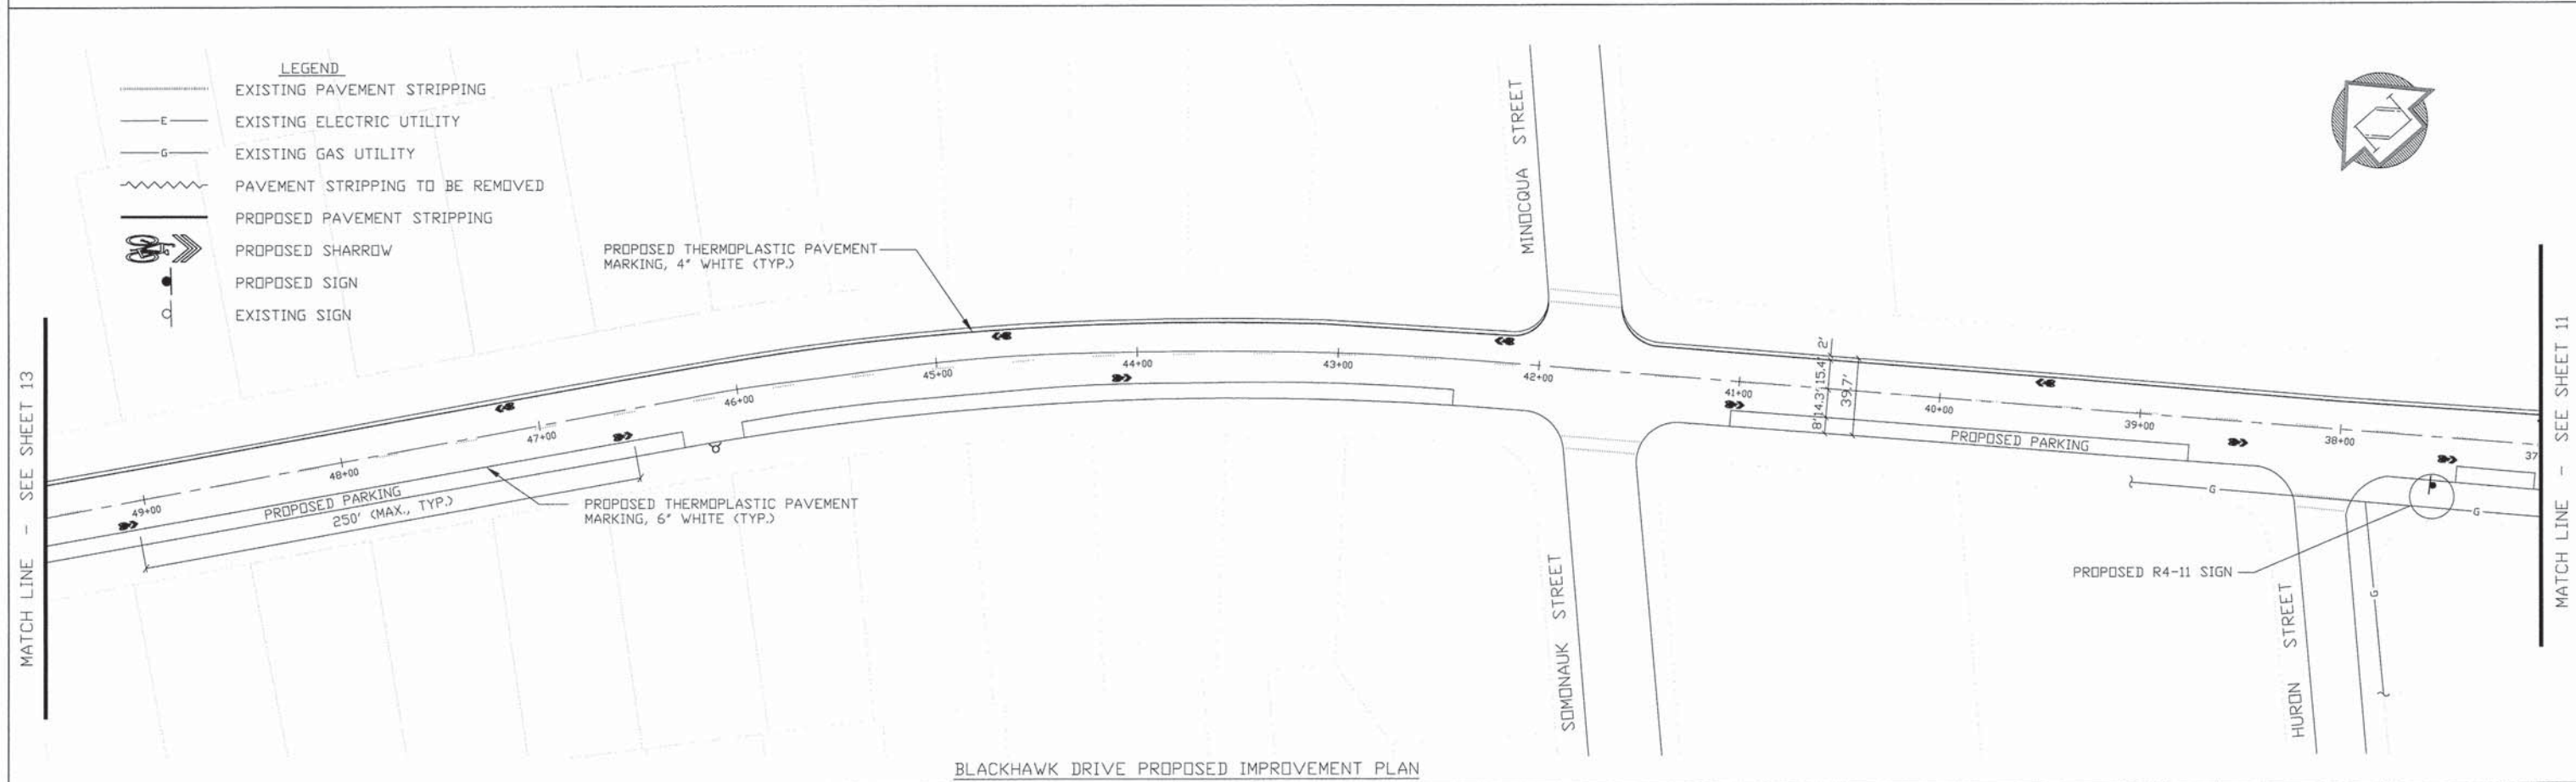 LEGEND
EXISTING PAVEMENT STRIPPING
E
EXISTING ELECTRIC UTILITY
G
EXISTING GAS UTILITY
PAVEMENT STRIPPING TO BE REMOVED
PROPOSED PAVEMENT STRIPPING
PROPOSED SHARROW
PROPOSED SIGN
EXISTING SIGN
MATCH LINE - SEE SHEET 13
PROPOSED THERMOPLASTIC PAVEMENT
MARKING, 4" WHITE (TYP.)
MINOCQUA STREET
49+00
48+00
47+00
46+00
45+00
44+00
43+00
42+00
41+00
40+00
39+00
38+00
37
PROPOSED PARKING
250' (MAX., TYP.)
PROPOSED THERMOPLASTIC PAVEMENT
MARKING, 6" WHITE (TYP.)
SOMONAUK STREET
8' 14.3' 15.4' 2'
39.7'
PROPOSED PARKING
G
G
G
PROPOSED R4-11 SIGN
HURON STREET
MATCH LINE - SEE SHEET 11
BLACKHAWK DRIVE PROPOSED IMPROVEMENT PLAN